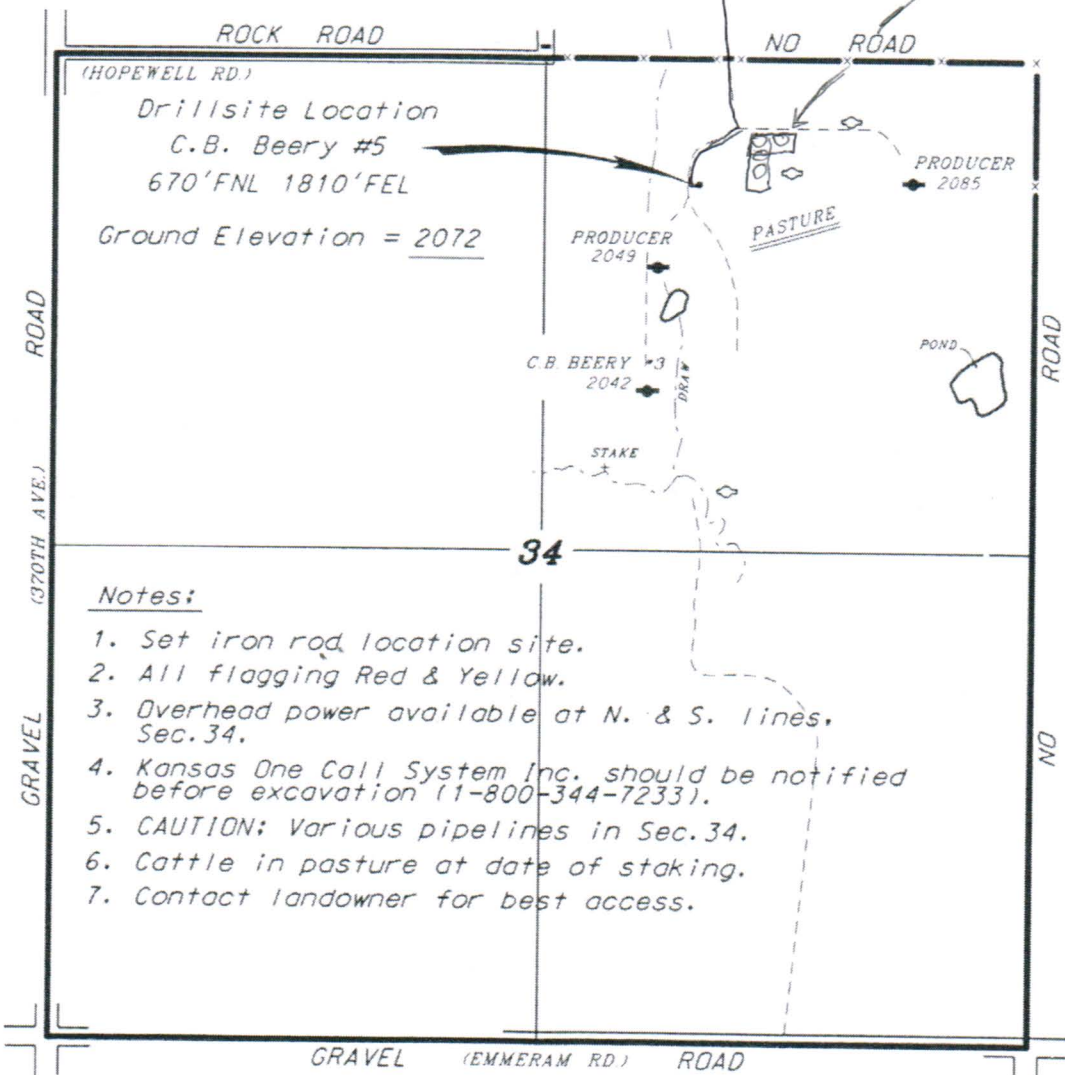 ROCK ROAD
NO ROAD
(HOPEWELL RD.)
Drillsite Location
C.B. Beery #5
670'FNL 1810'FEL
Ground Elevation = 2072
PRODUCER
2085
PASTURE
PRODUCER
2049
C.B. BEERY #3
2042
DRAW
POND
STAKE
ROAD
(370TH AVE.)
GRAVEL
ROAD
NO
34
Notes:
1. Set iron rod location site.
2. All flagging Red & Yellow.
3. Overhead power available at N. & S. lines,
Sec.34.
4. Kansas One Call System Inc. should be notified
before excavation (1-800-344-7233).
5. CAUTION: Various pipelines in Sec.34.
6. Cattle in pasture at date of staking.
7. Contact landowner for best access.
GRAVEL (EMMERAM RD.) ROAD